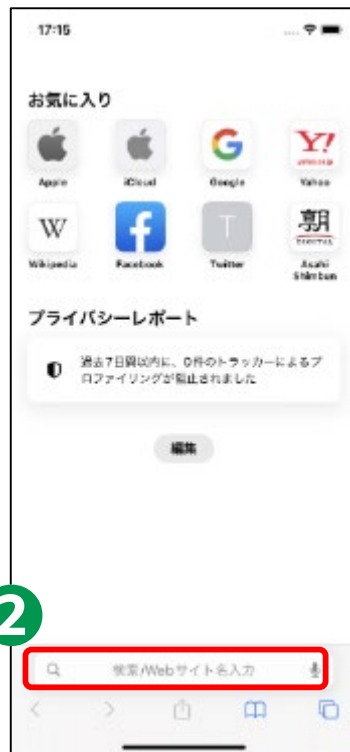 17:15
お気に入り
Apple
iCloud
Google
Yahoo
Wikipedia
Facebook
Twitter
Asahi Shimbun
プライバシーレポート
過去7日間以内に、0件のトラッカーによるプ
ロファイリングが阻止されました
編集
2
検索/Webサイト名入力